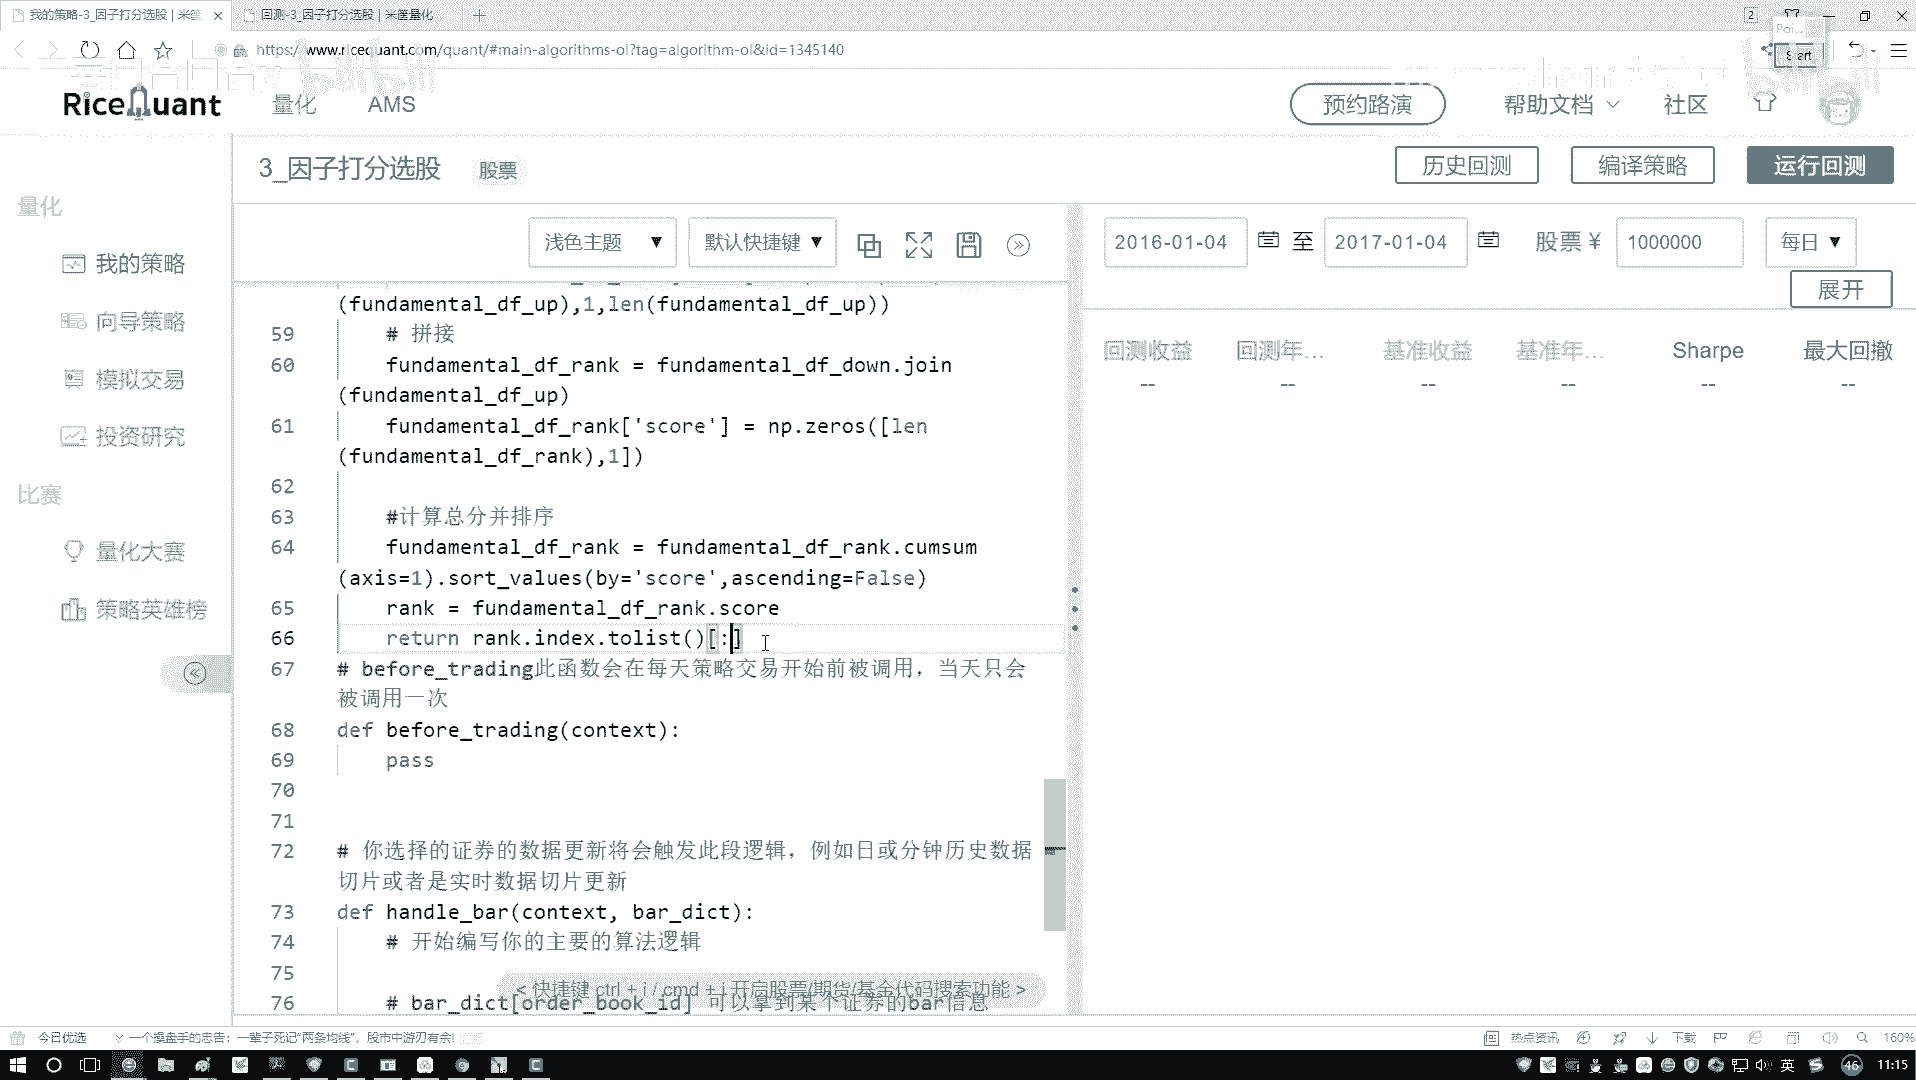 我的策略-3_因子打分选股 | 米筐
回测-3_因子打分选股 | 米筐量化
2
https://www.ricequant.com/quant/#main-algorithms-ol?tag=algorithm-ol&id=1345140
RiceQuant
量化
AMS
预约路演
帮助文档
社区
3_因子打分选股
股票
历史回测
编译策略
运行回测
量化
我的策略
向导策略
模拟交易
投资研究
比赛
量化大赛
策略英雄榜
浅色主题
默认快捷键
2016-01-04
至
2017-01-04
股票 ¥
1000000
每日
展开
回测收益
回测年...
基准收益
基准年...
Sharpe
最大回撤
--
--
--
--
--
--
(fundamental_df_up),1,len(fundamental_df_up))
59 # 拼接
60 fundamental_df_rank = fundamental_df_down.join
(fundamental_df_up)
61 fundamental_df_rank['score'] = np.zeros([len
(fundamental_df_rank),1])
62
63 #计算总分并排序
64 fundamental_df_rank = fundamental_df_rank.cumsum
(axis=1).sort_values(by='score',ascending=False)
65 rank = fundamental_df_rank.score
66 return rank.index.tolist()[:]
67 # before_trading此函数会在每天策略交易开始前被调用，当天只会
被调用一次
68 def before_trading(context):
69 pass
70
71
72 # 你选择的证券的数据更新将会触发此段逻辑，例如日或分钟历史数据
切片或者是实时数据切片更新
73 def handle_bar(context, bar_dict):
74 # 开始编写你的主要的算法逻辑
75
< 快捷键 ctrl + i / cmd + i 开启股票/期货/基金代码搜索功能 >
76 # bar_dict[order_book_id] 可以拿到某个证券的bar信息
今日优选
一个操盘手的忠告：一辈子死记“两条均线”，股市中游刃有余!
热点资讯
下载
160%
英
46
11:15